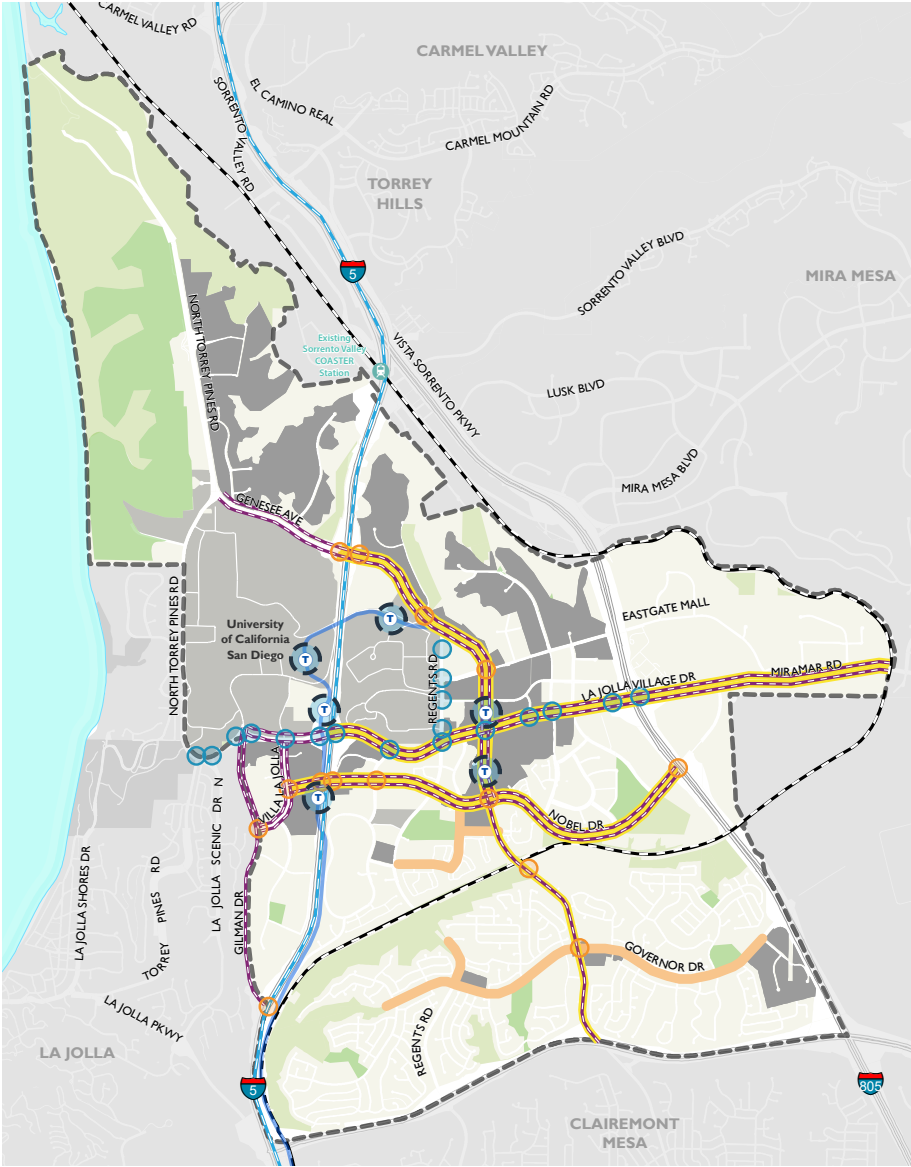 CARMEL VALLEY RD
CARMEL VALLEY
EL CAMINO REAL
SORRENTO VALLEY RD
CARMEL MOUNTAIN RD
TORREY
HILLS
SORRENTO VALLEY BLVD
5
MIRA MESA
NORTH TORREY PINES RD
Existing
Sorrento Valley
COASTER
Station
VISTA SORRENTO PKWY
LUSK BLVD
MIRA MESA BLVD
GENESEE AVE
NORTH TORREY PINES RD
University
of California
San Diego
T
T
T
T
T
T
REGENTS RD
EASTGATE MALL
LA JOLLA VILLAGE DR
MIRAMAR RD
VILLA LA JOLLA
NOBEL DR
LA JOLLA SCENIC DR N
LA JOLLA SHORES DR
TORREY PINES RD
GILMAN DR
GOVERNOR DR
LA JOLLA PKWY
REGENTS RD
LA JOLLA
5
805
CLAIREMONT
MESA